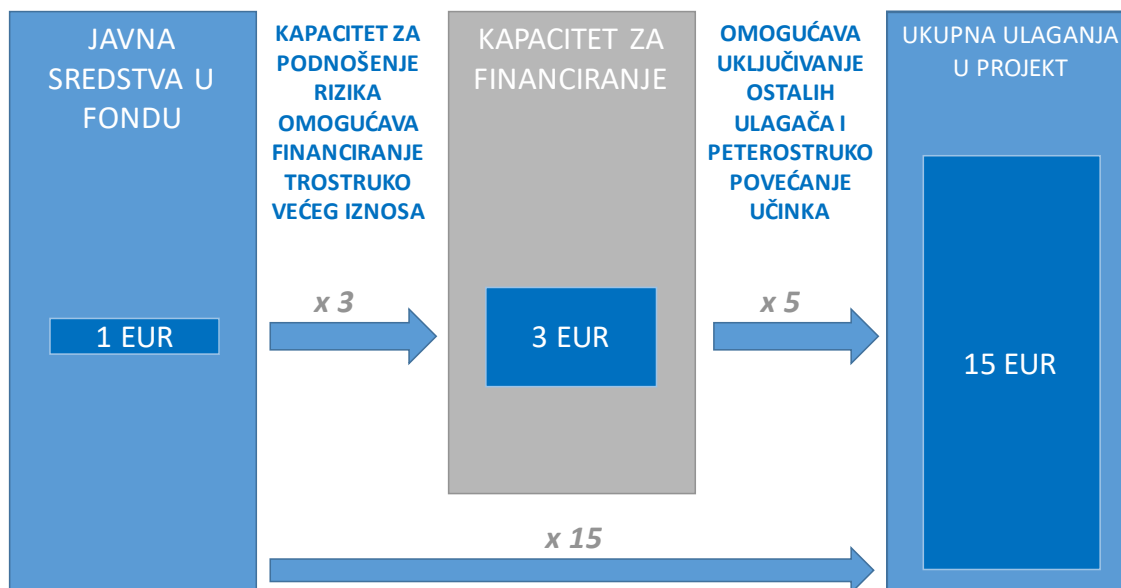 JAVNA
SREDSTVA U
FONDU
KAPACITET ZA
PODNOŠENJE
RIZIKA
OMOGUĆAVA
FINANCIRANJE
TROSTRUKO
VEĆEG IZNOSA
KAPACITET ZA
FINANCIRANJE
OMOGUĆAVA
UKLJUČIVANJE
OSTALIH
ULAGAČA I
PETEROSTRUKO
POVEĆANJE
UČINKA
UKUPNA ULAGANJA
U PROJEKT
1 EUR
x 3
3 EUR
x 5
15 EUR
x 15